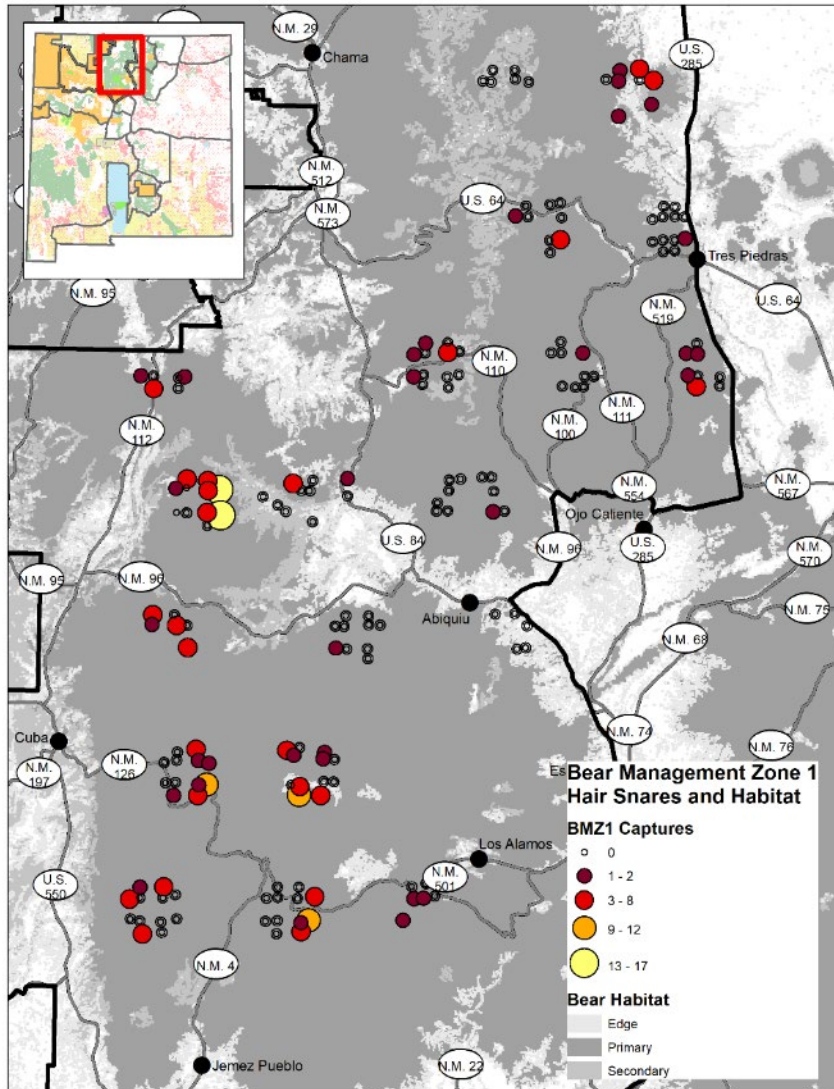 N.M. 29
Chama
U.S.
285
N.M.
512
N.M.
573
U.S. 64
Tres Piedras
N.M. 95
N.M.
519
U.S. 64
N.M.
110
N.M.
111
N.M.
100
N.M.
112
N.M.
554
N.M.
567
Ojo Caliente
U.S.
285
U.S. 84
N.M. 96
N.M.
570
N.M. 95
N.M. 96
N.M. 75
Abiquiu
N.M. 68
N.M. 74
Cuba
N.M. 76
N.M.
126
N.M.
197
Es
Los Alamos
N.M.
501
U.S.
550
N.M. 4
Jemez Pueblo
N.M. 22
Bear Management Zone 1
Hair Snares and Habitat
BMZ1 Captures
0
1 - 2
3 - 8
9 - 12
13 - 17
Bear Habitat
Edge
Primary
Secondary